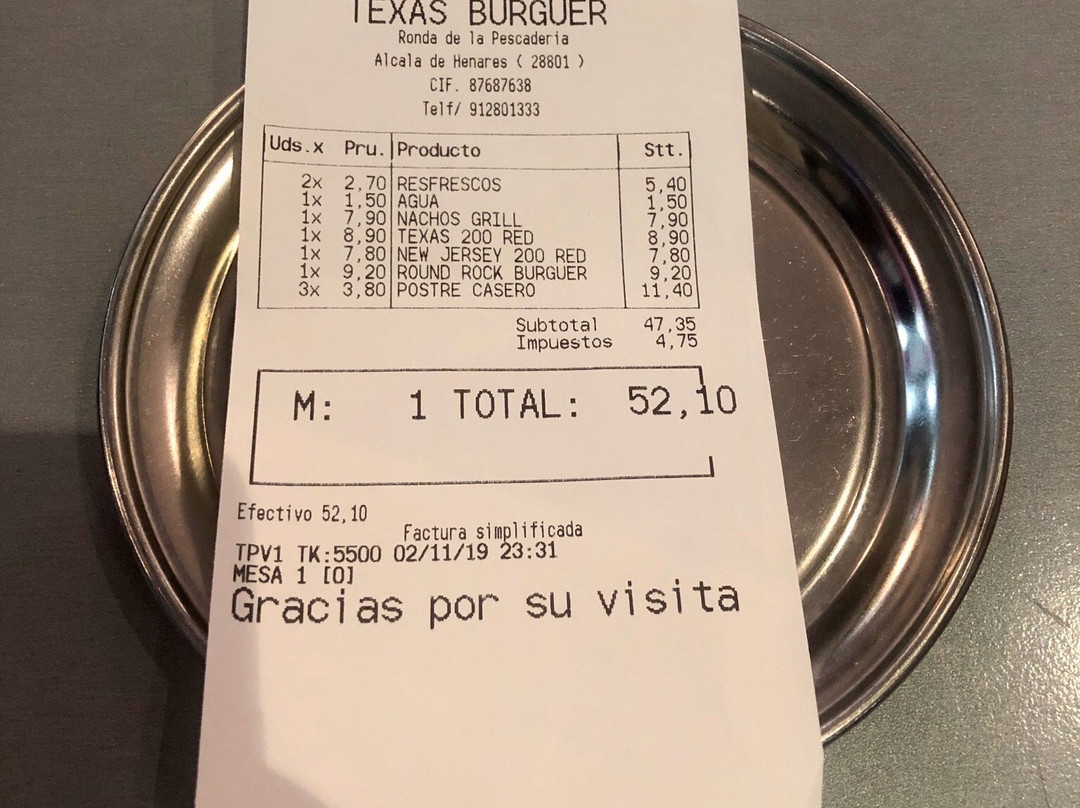 TEXAS BURGUER
Ronda de la Pescaderia
Alcala de Henares ( 28801 )
CIF. 87687638
Telf/ 912801333
Uds.x Pru. Producto Stt.
2x 2,70 RESFRESCOS 5,40
1x 1,50 AGUA 1,50
1x 7,90 NACHOS GRILL 7,90
1x 8,90 TEXAS 200 RED 8,90
1x 7,80 NEW JERSEY 200 RED 7,80
1x 9,20 ROUND ROCK BURGUER 9,20
3x 3,80 POSTRE CASERO 11,40
Subtotal 47,35
Impuestos 4,75
M: 1 TOTAL: 52,10
Efectivo 52,10
Factura simplificada
TPV1 TK:5500 02/11/19 23:31
MESA 1 [0]
Gracias por su visita